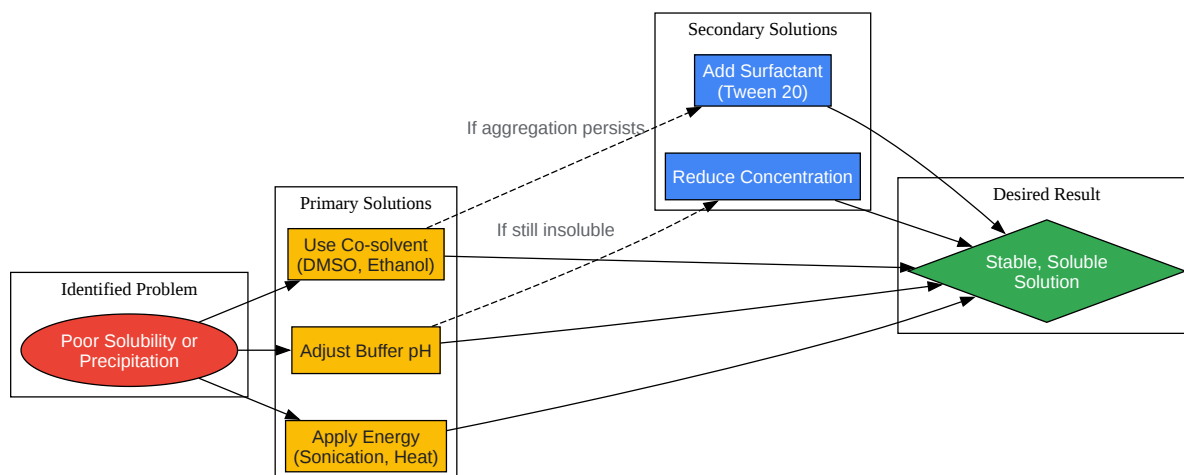 Identified Problem
Poor Solubility or
Precipitation
Primary Solutions
Use Co-solvent
(DMSO, Ethanol)
Adjust Buffer pH
Apply Energy
(Sonication, Heat)
If aggregation persists
If still insoluble
Secondary Solutions
Add Surfactant
(Tween 20)
Reduce Concentration
Desired Result
Stable, Soluble
Solution